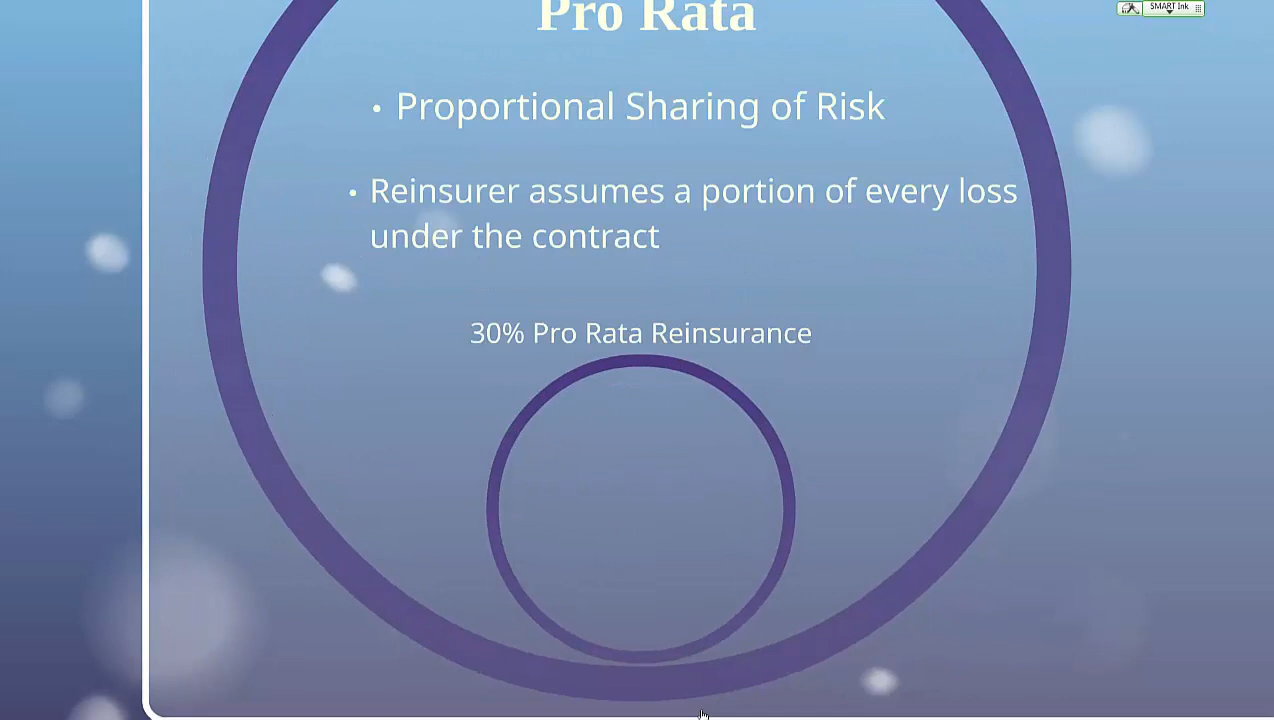 SMART Ink
Pro Rata
• Proportional Sharing of Risk
• Reinsurer assumes a portion of every loss
under the contract
30% Pro Rata Reinsurance